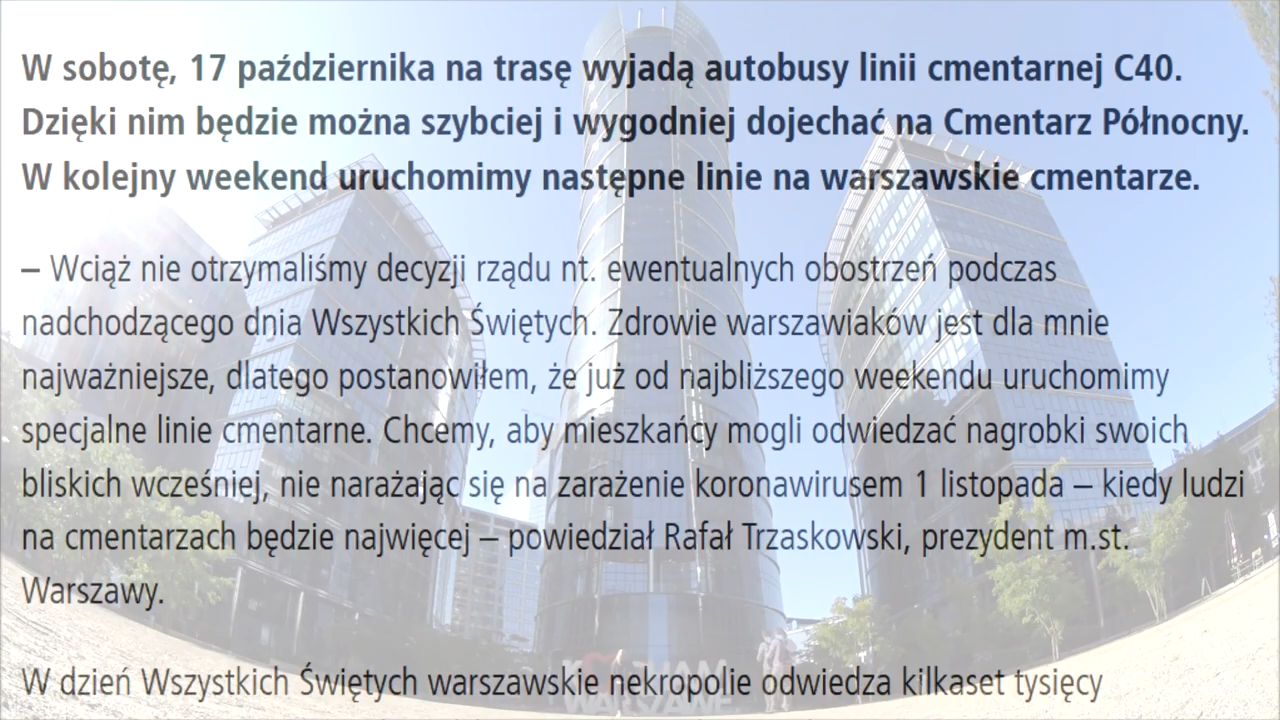 W sobotę, 17 października na trasę wyjadą autobusy linii cmentarnej C40.
Dzięki nim będzie można szybciej i wygodniej dojechać na Cmentarz Północny.
W kolejny weekend uruchomimy następne linie na warszawskie cmentarze.
– Wciąż nie otrzymaliśmy decyzji rządu nt. ewentualnych obostrzeń podczas
nadchodzącego dnia Wszystkich Świętych. Zdrowie warszawiaków jest dla mnie
najważniejsze, dlatego postanowiłem, że już od najbliższego weekendu uruchomimy
specjalne linie cmentarne. Chcemy, aby mieszkańcy mogli odwiedzać nagrobki swoich
bliskich wcześniej, nie narażając się na zarażenie koronawirusem 1 listopada – kiedy ludzi
na cmentarzach będzie najwięcej – powiedział Rafał Trzaskowski, prezydent m.st.
Warszawy.
W dzień Wszystkich Świętych warszawskie nekropolie odwiedza kilkaset tysięcy